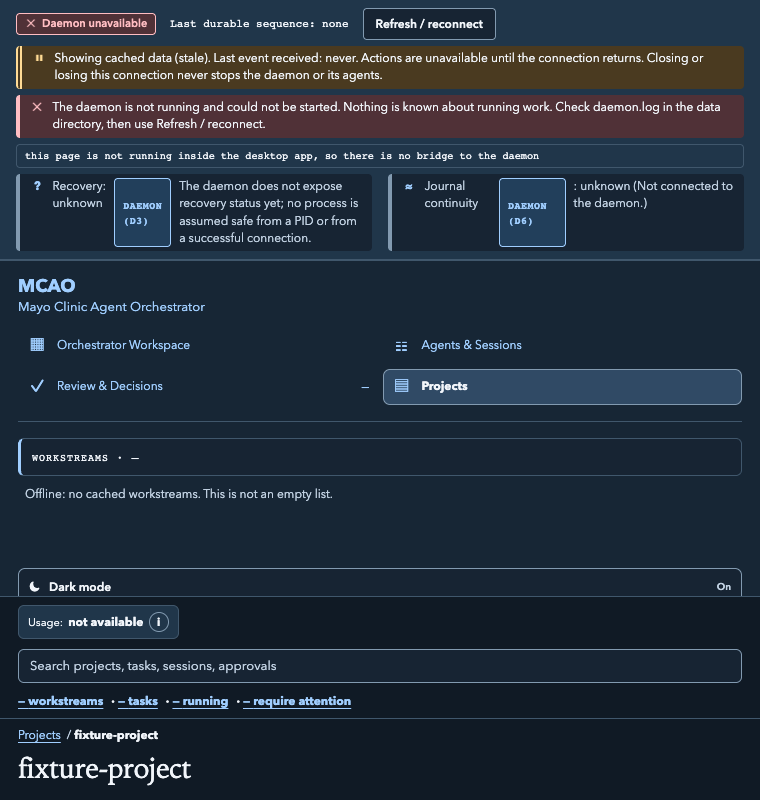 Daemon unavailable
Last durable sequence: none
Refresh / reconnect
Showing cached data (stale). Last event received: never. Actions are unavailable until the connection returns. Closing or
losing this connection never stops the daemon or its agents.
The daemon is not running and could not be started. Nothing is known about running work. Check daemon.log in the data
directory, then use Refresh / reconnect.
this page is not running inside the desktop app, so there is no bridge to the daemon
? Recovery:
unknown
DAEMON
(D3)
The daemon does not expose
recovery status yet; no process is
assumed safe from a PID or from
a successful connection.
≈ Journal
continuity
DAEMON
(D6)
: unknown (Not connected to
the daemon.)
MCAO
Mayo Clinic Agent Orchestrator
Orchestrator Workspace
Agents & Sessions
Review & Decisions –
Projects
WORKSTREAMS • –
Offline: no cached workstreams. This is not an empty list.
Dark mode On
Usage: not available i
Search projects, tasks, sessions, approvals
– workstreams • – tasks • – running • – require attention
Projects / fixture-project
fixture-project